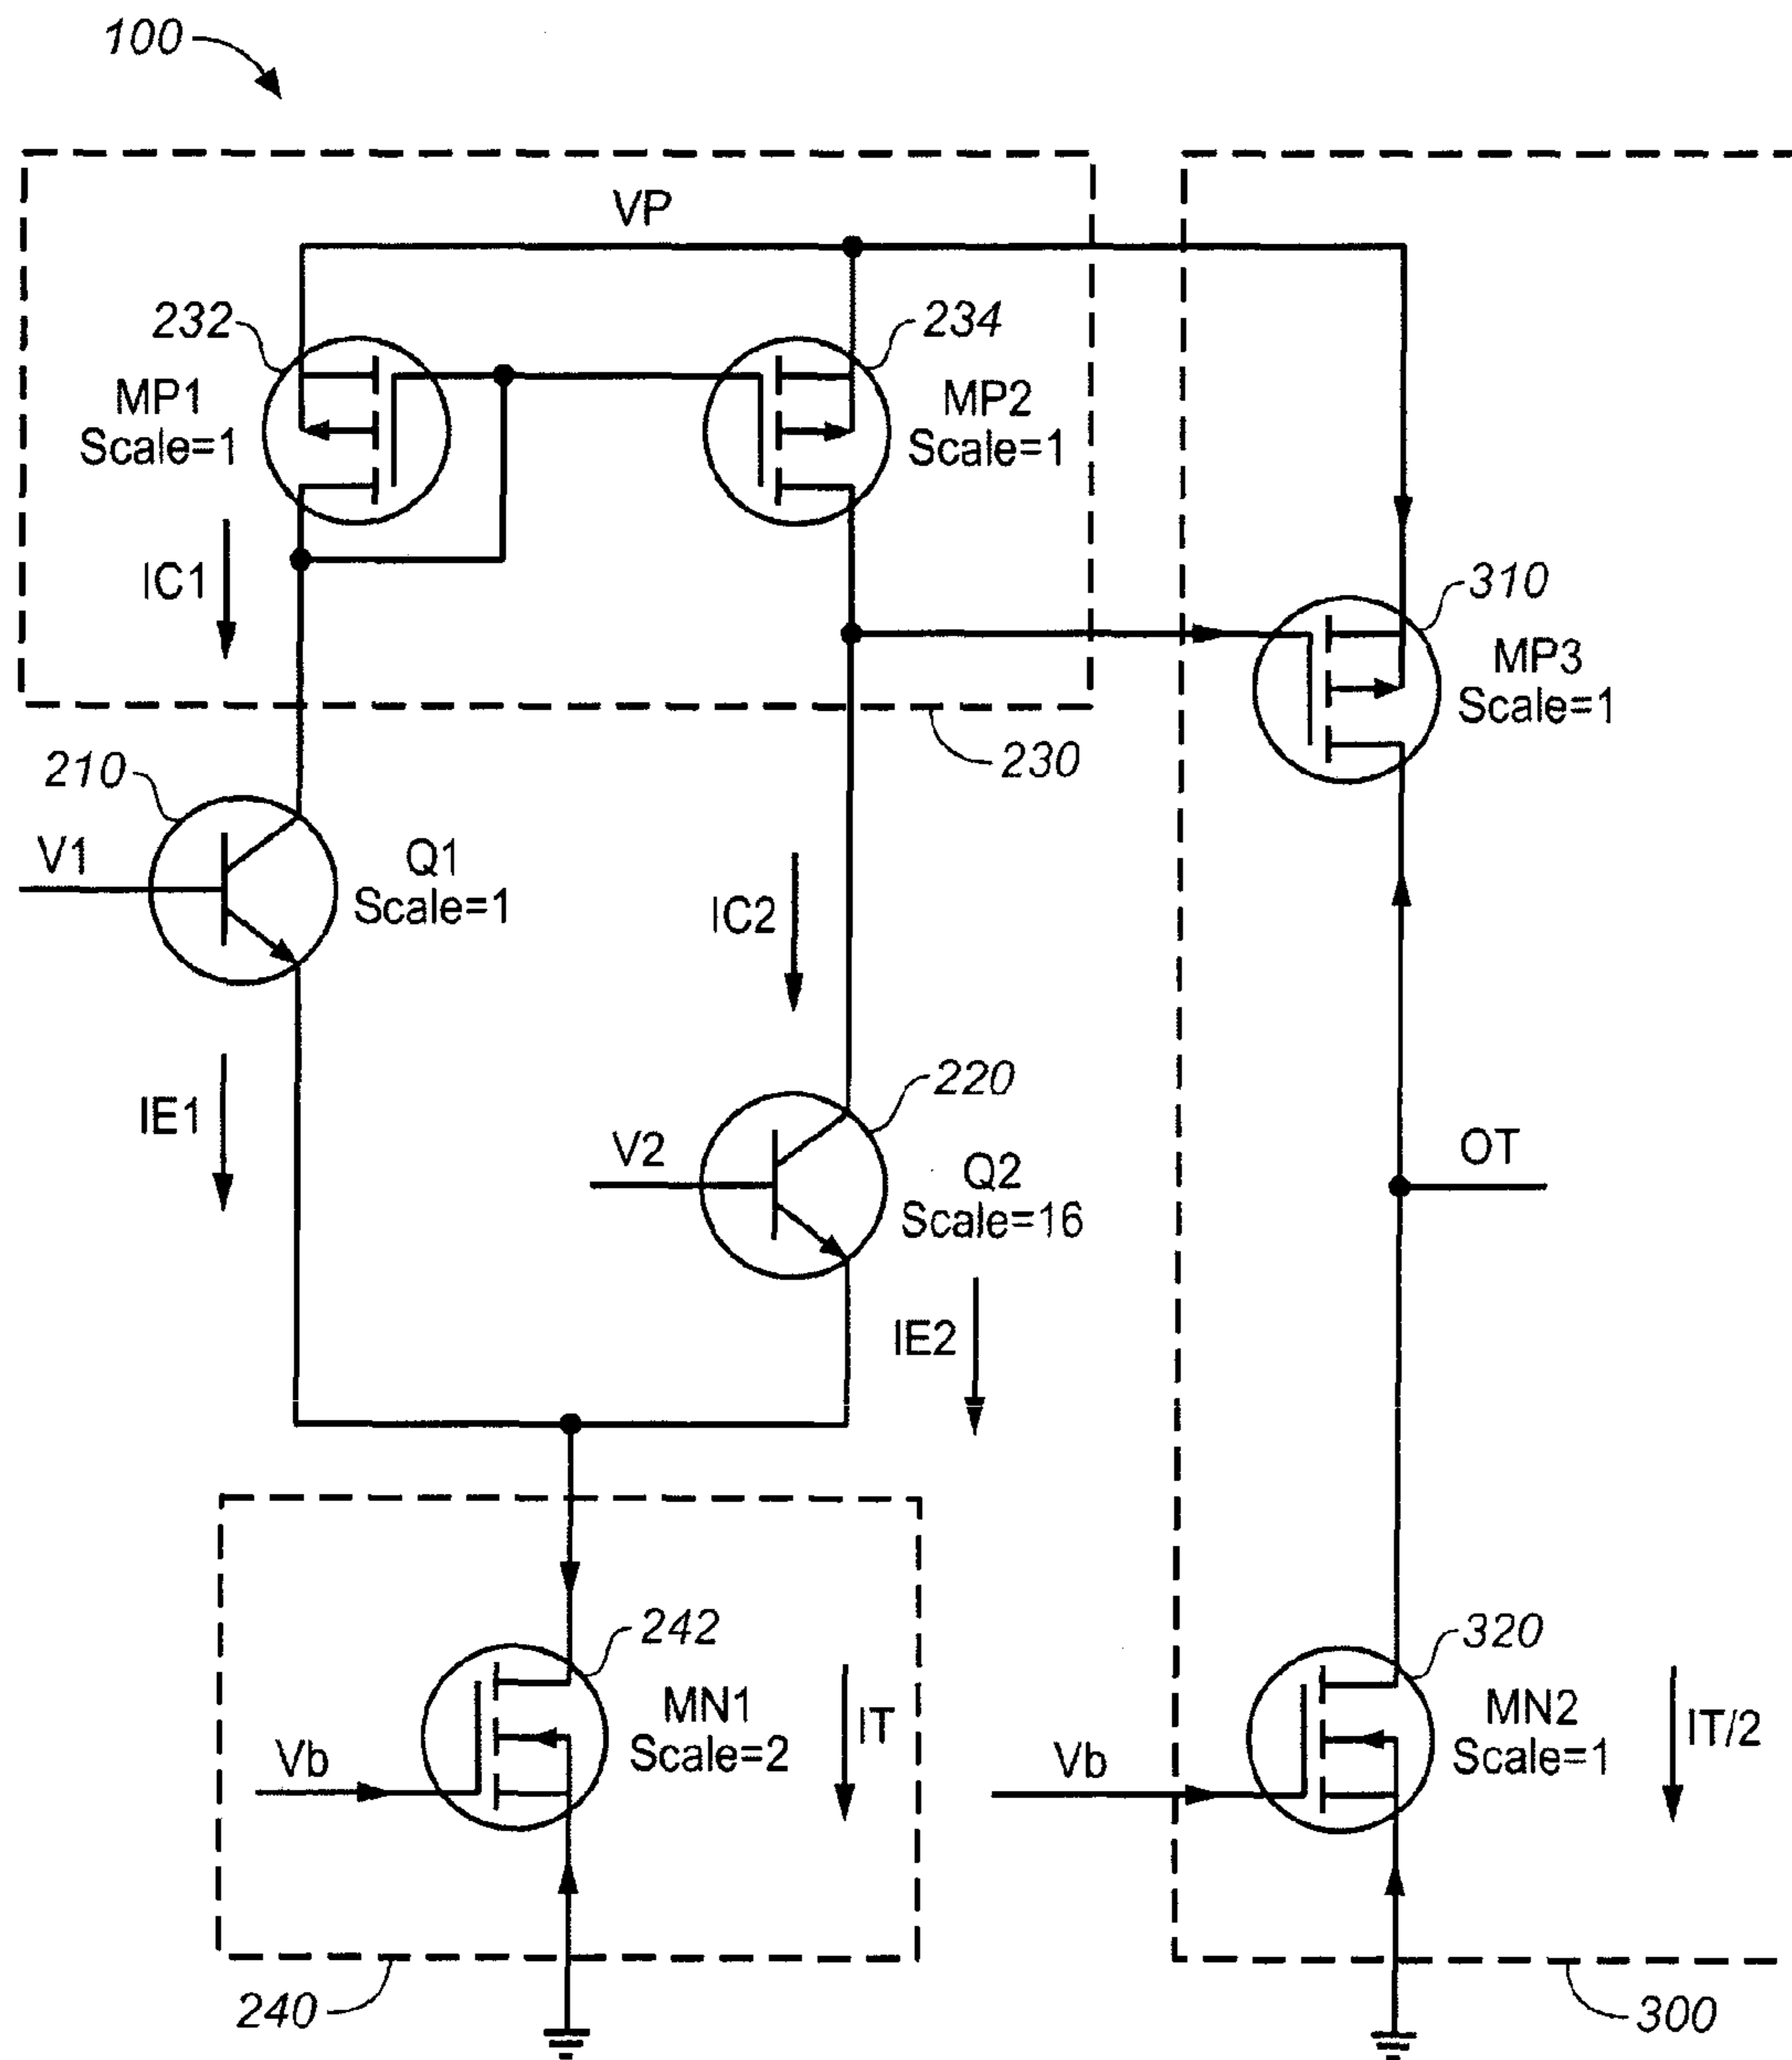 100
VP
232
234
MP1
Scale=1
MP2
Scale=1
IC1
310
MP3
Scale=1
210
230
V1
Q1
Scale=1
IC2
220
IE1
V2
Q2
Scale=16
OT
IE2
242
320
MN1
Scale=2
IT
MN2
Scale=1
IT/2
Vb
Vb
240
300